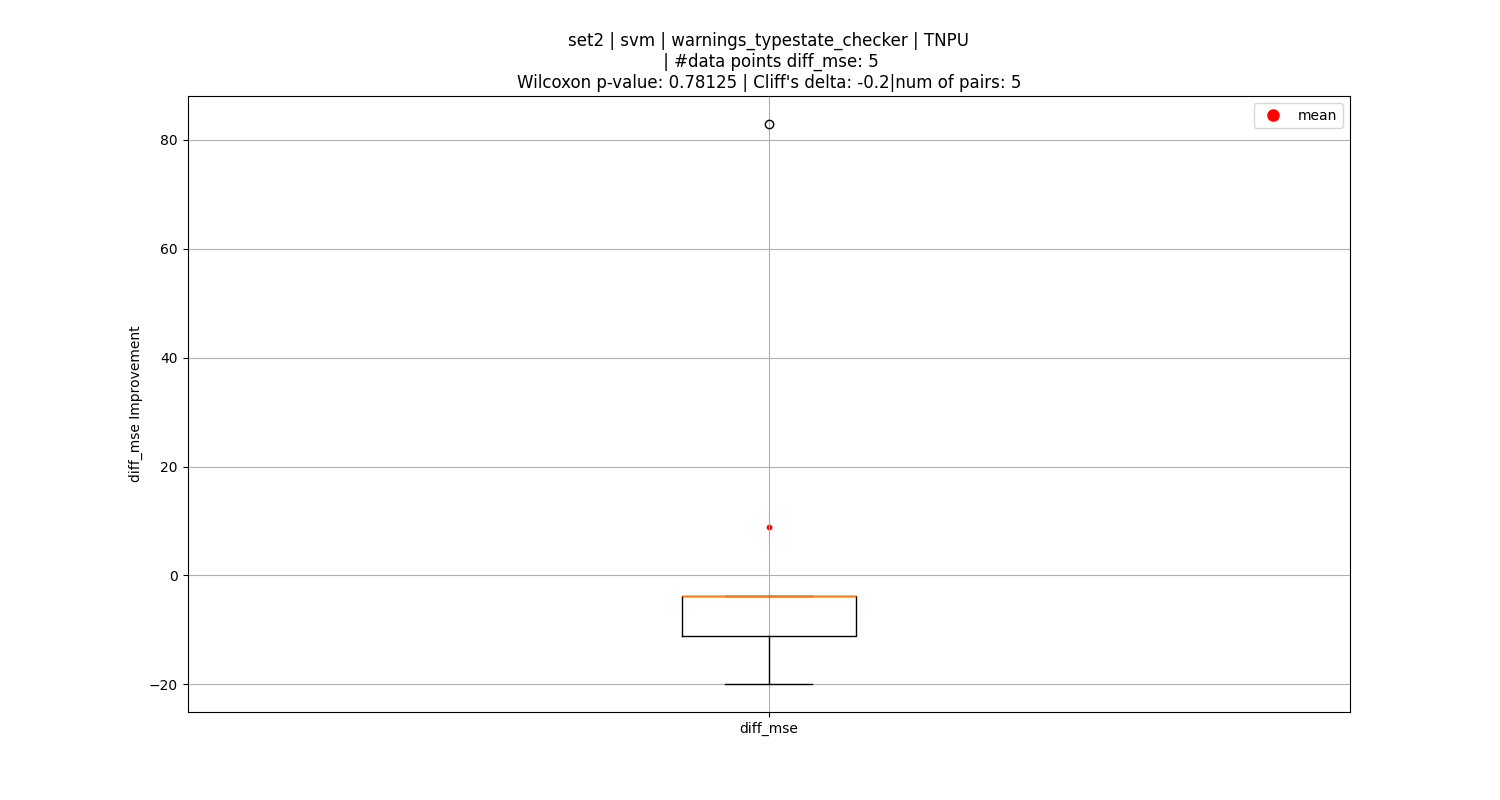 set2 | svm | warnings_typestate_checker | TNPU
| #data points diff_mse: 5
Wilcoxon p-value: 0.78125 | Cliff's delta: -0.2|num of pairs: 5
mean
80
60
40
20
0
−20
diff_mse Improvement
diff_mse